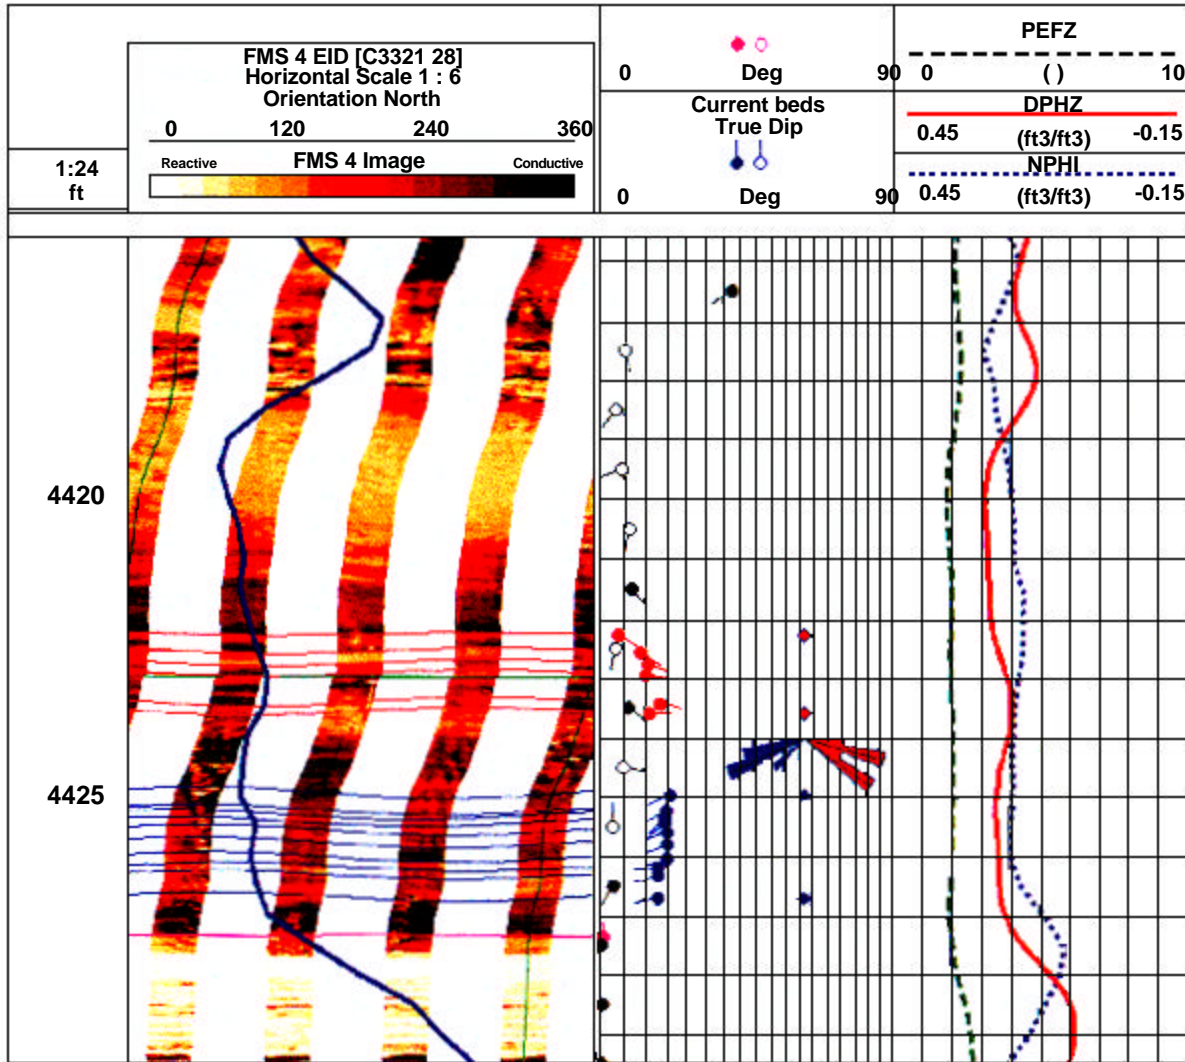 FMS 4 EID [C3321 28]
Horizontal Scale 1 : 6
Orientation North
0 120 240 360
Reactive FMS 4 Image Conductive
1:24
ft
0 Deg 90
Current beds
True Dip
0 Deg 90
PEFZ
0 ( ) 10
DPHZ
0.45 (ft3/ft3) -0.15
NPHI
0.45 (ft3/ft3) -0.15
4420
4425